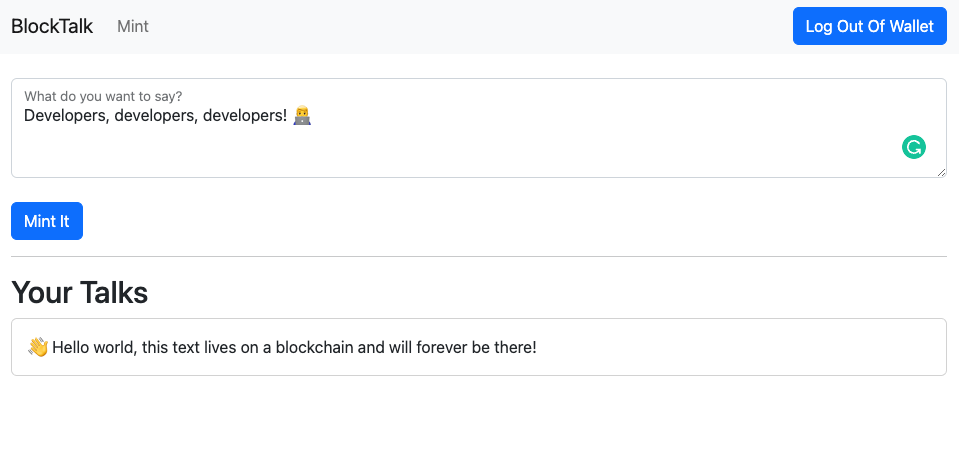 BlockTalk Mint Log Out Of Wallet
What do you want to say?
Developers, developers, developers! 👨‍💻
Mint It
Your Talks
👋 Hello world, this text lives on a blockchain and will forever be there!